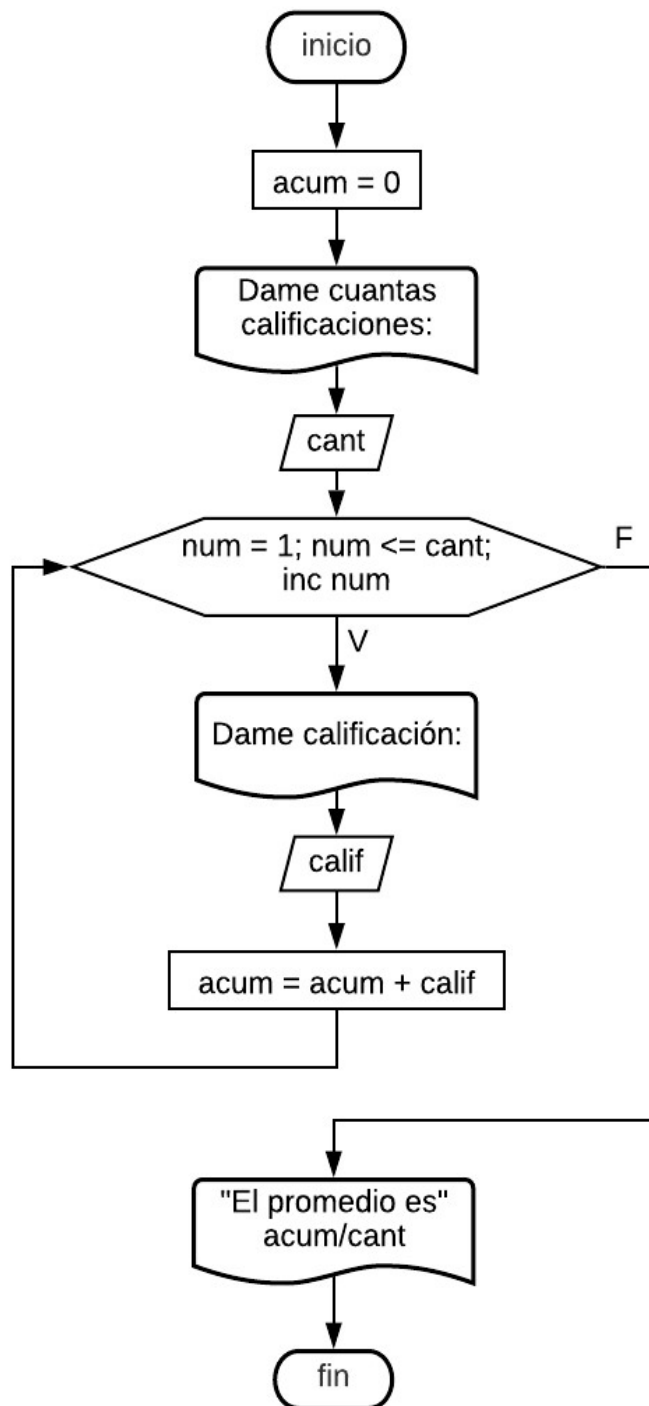 inicio
acum = 0
Dame cuantas
calificaciones:
cant
num = 1; num <= cant;
inc num
F
V
Dame calificación:
calif
acum = acum + calif
"El promedio es"
acum/cant
fin